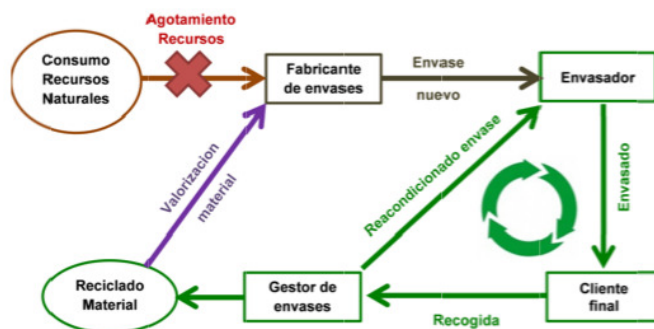 Agotamiento
Recursos
Consumo
Recursos
Naturales
Fabricante
de envases
Envase
nuevo
Envasador
Valorizacion
material
Reacondicionado envase
Envasado
Reciclado
Material
Gestor de
envases
Recogida
Cliente
final